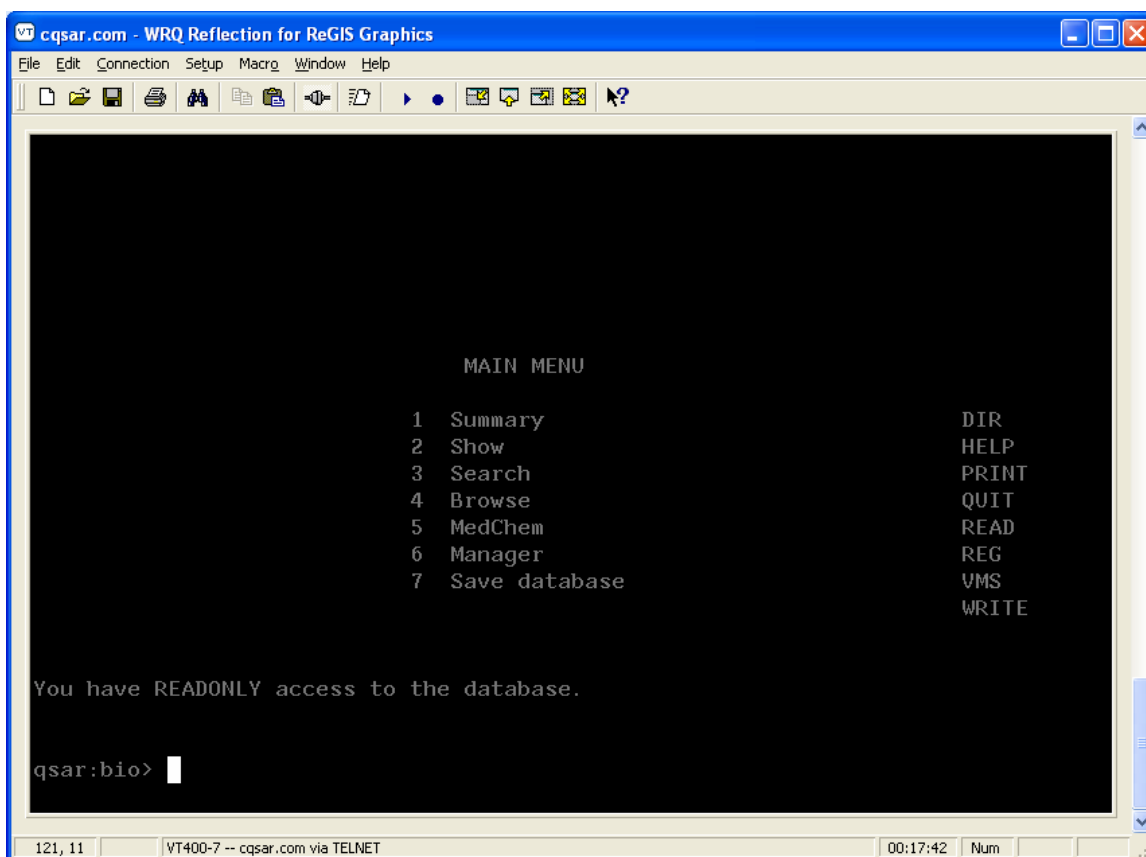 VT cqsar.com - WRQ Reflection for ReGIS Graphics
File Edit Connection Setup Macro Window Help
MAIN MENU
1 Summary DIR
2 Show HELP
3 Search PRINT
4 Browse QUIT
5 MedChem READ
6 Manager REG
7 Save database VMS
WRITE
You have READONLY access to the database.
qsar:bio>
121, 11 VT400-7 -- cqsar.com via TELNET 00:17:42 Num